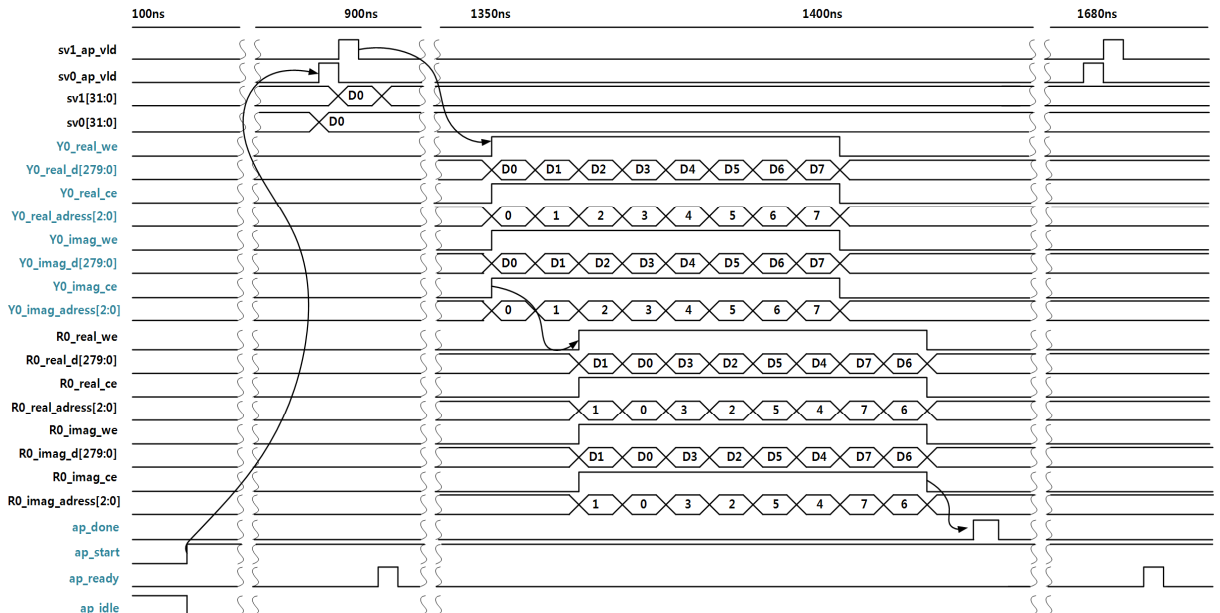 100ns 900ns 1350ns 1400ns 1680ns
sv1_ap_vld
sv0_ap_vld
sv1[31:0] D0
sv0[31:0] D0
Y0_real_we
Y0_real_d[279:0] D0 D1 D2 D3 D4 D5 D6 D7
Y0_real_ce
Y0_real_adress[2:0] 0 1 2 3 4 5 6 7
Y0_imag_we
Y0_imag_d[279:0] D0 D1 D2 D3 D4 D5 D6 D7
Y0_imag_ce
Y0_imag_adress[2:0] 0 1 2 3 4 5 6 7
R0_real_we
R0_real_d[279:0] D1 D0 D3 D2 D5 D4 D7 D6
R0_real_ce
R0_real_adress[2:0] 1 0 3 2 5 4 7 6
R0_imag_we
R0_imag_d[279:0] D1 D0 D3 D2 D5 D4 D7 D6
R0_imag_ce
R0_imag_adress[2:0] 1 0 3 2 5 4 7 6
ap_done
ap_start
ap_ready
ap_idle